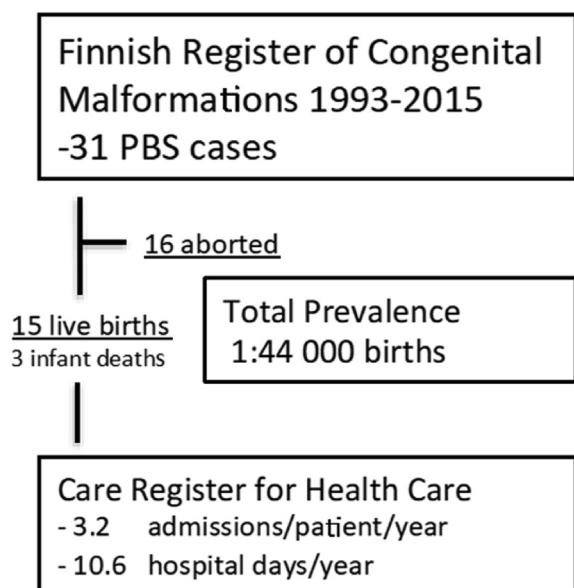 Finnish Register of Congenital
Malformations 1993-2015
-31 PBS cases
16 aborted
15 live births
3 infant deaths
Total Prevalence
1:44 000 births
Care Register for Health Care
- 3.2 admissions/patient/year
- 10.6 hospital days/year